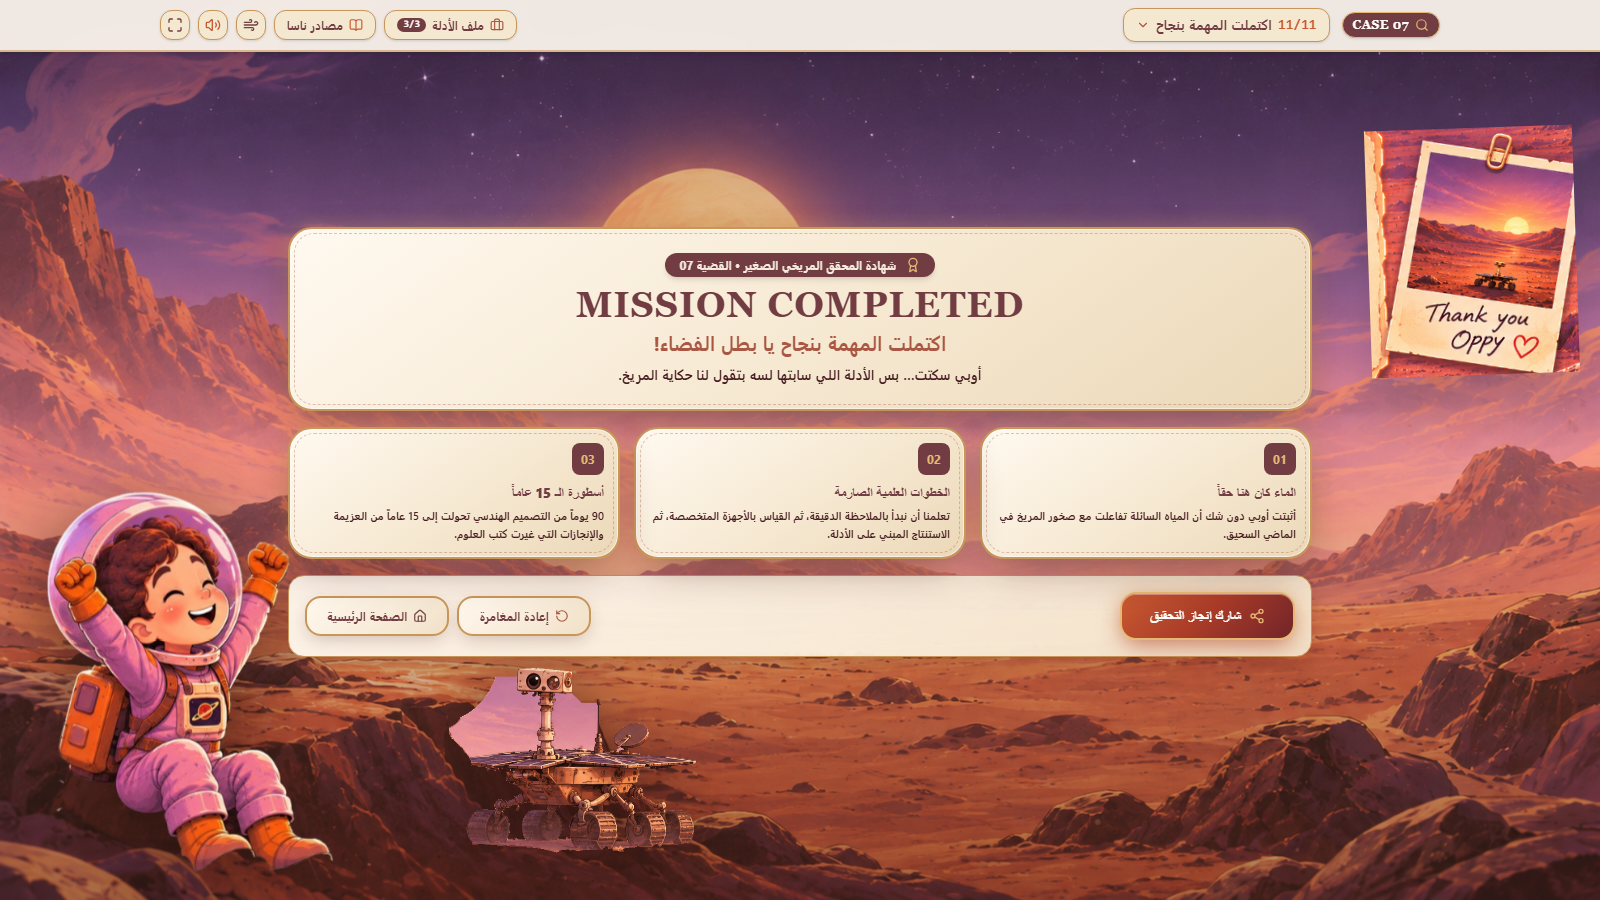 CASE 07
11/11 اكتملت المهمة بنجاح
ملف الأدلة 3/3
مصادر ناسا
شهادة المحقق المريخي الصغير • القضية 07
MISSION COMPLETED
اكتملت المهمة بنجاح يا بطل الفضاء!
أوبي سكتت... بس الأدلة اللي سابتها لسه بتقول لنا حكاية المريخ.
Thank you
Oppy
01
الماء كان هنا حقاً
أثبتت أوبي دون شك أن المياه السائلة تفاعلت مع صخور المريخ في
الماضي السحيق.
02
الخطوات العلمية الصارمة
تعلمنا أن نبدأ بالملاحظة الدقيقة، ثم القياس بالأجهزة المتخصصة، ثم
الاستنتاج المبني على الأدلة.
03
أسطورة الـ 15 عاماً
90 يوماً من التصميم الهندسي تحولت إلى 15 عاماً من العزيمة
والإنجازات التي غيرت كتب العلوم.
شارك إنجاز التحقيق
إعادة المغامرة
الصفحة الرئيسية